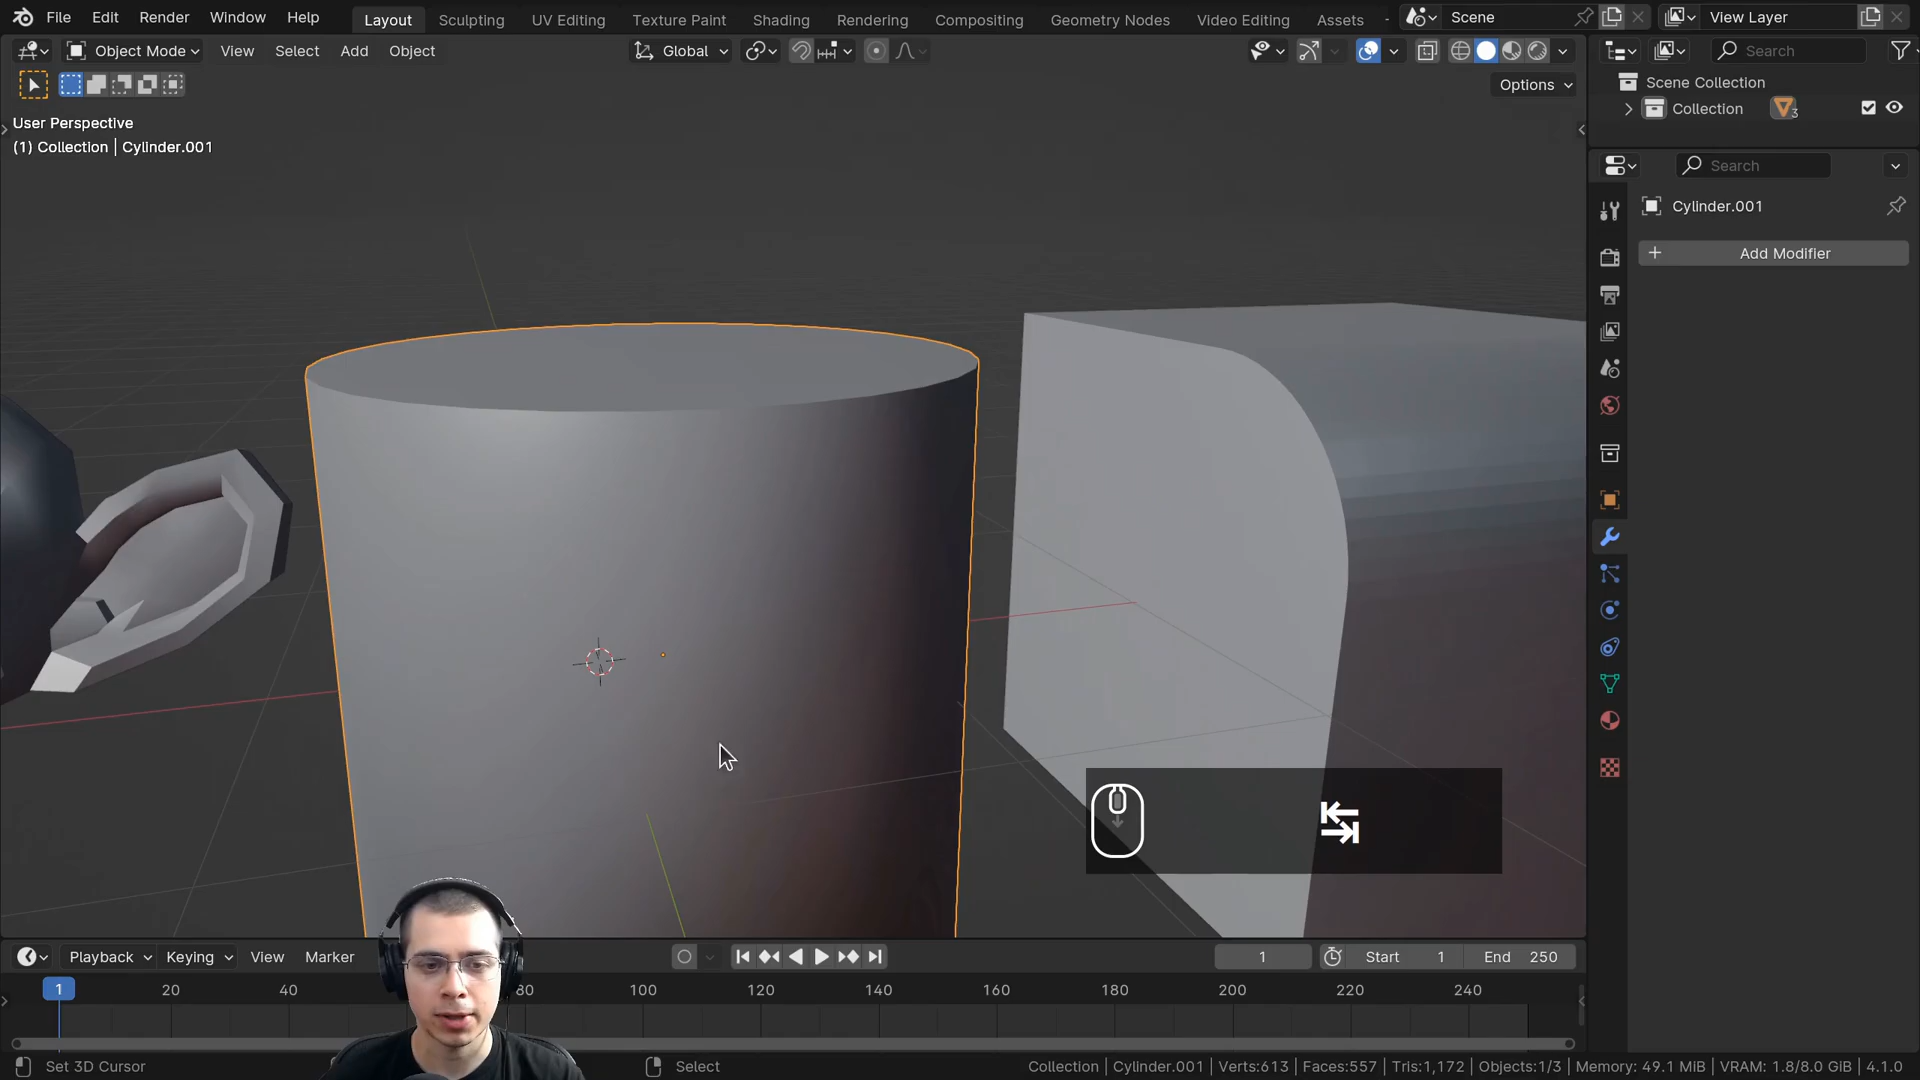 File Edit Render Window Help Layout Sculpting UV Editing Texture Paint Shading Rendering Compositing Geometry Nodes Video Editing Assets Scene View Layer
Object Mode View Select Add Object Global Search
Options
Scene Collection
Collection 3
User Perspective
(1) Collection | Cylinder.001
Search
Cylinder.001
Add Modifier
Playback Keying View Marker 1 Start 1 End 250
1 20 40 80 100 120 140 160 180 200 220 240
Set 3D Cursor Select Collection | Cylinder.001 | Verts:613 | Faces:557 | Tris:1,172 | Objects:1/3 | Memory: 49.1 MiB | VRAM: 1.8/8.0 GiB | 4.1.0